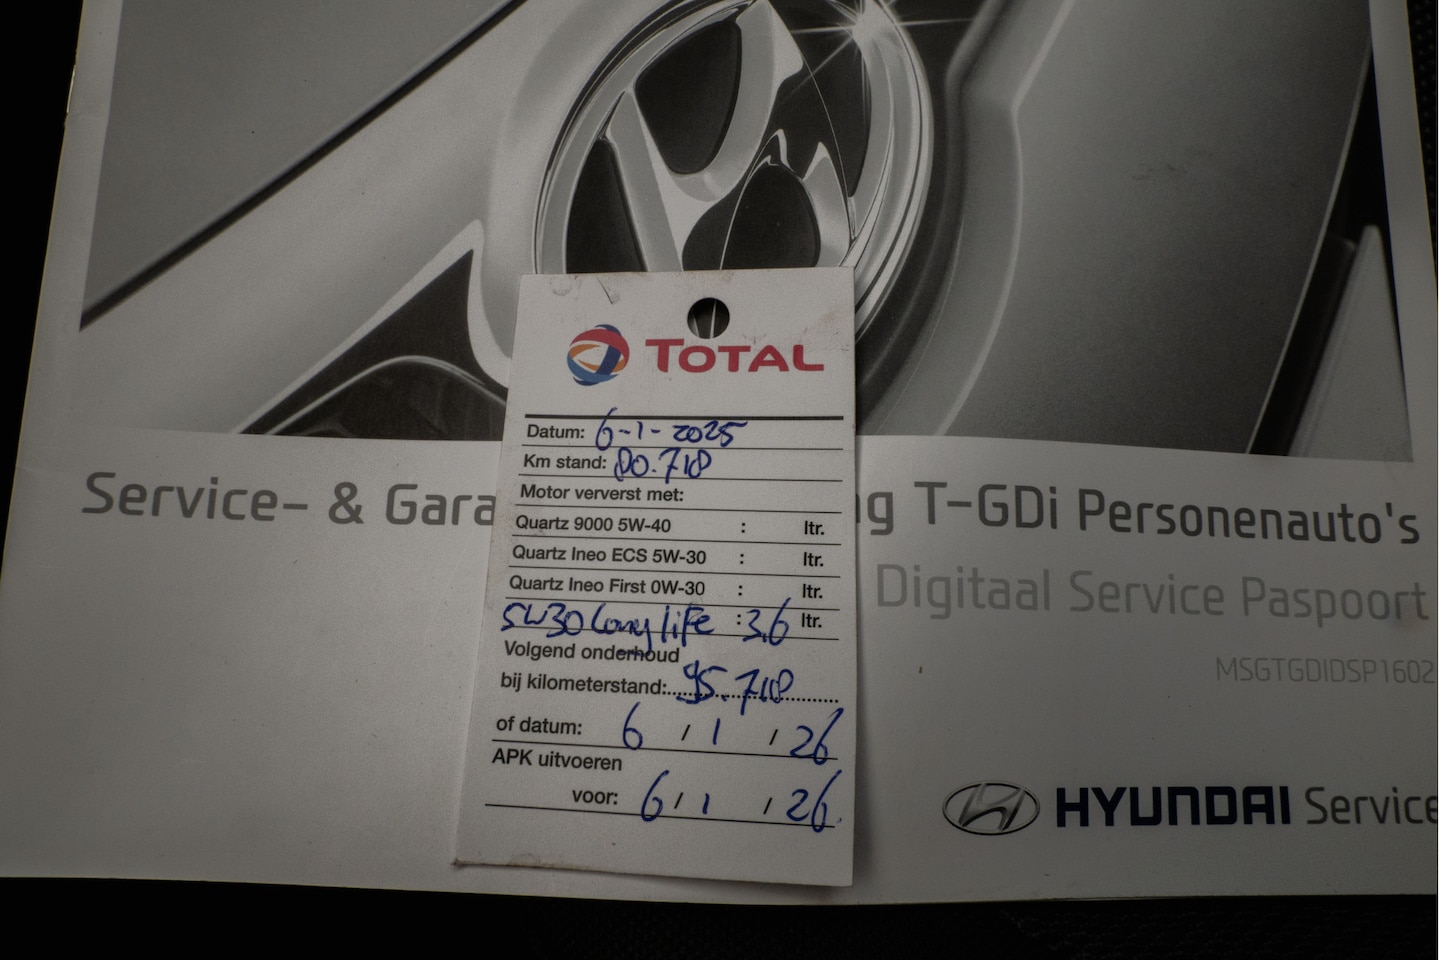 TOTAL
Datum: 6-1-2025
Km stand: 80.718
Motor ververst met:
Quartz 9000 5W-40 : ltr.
Quartz Ineo ECS 5W-30 : ltr.
Quartz Ineo First 0W-30 : ltr.
5W30 Long life : 3,6 ltr.
Volgend onderhoud
bij kilometerstand: 95.718
of datum: 6 / 1 / 26
APK uitvoeren
voor: 6 / 1 / 26
Service- & Gara ng T-GDi Personenauto's
Digitaal Service Paspoort
MSGTGDIDSP1602
HYUNDAI Service